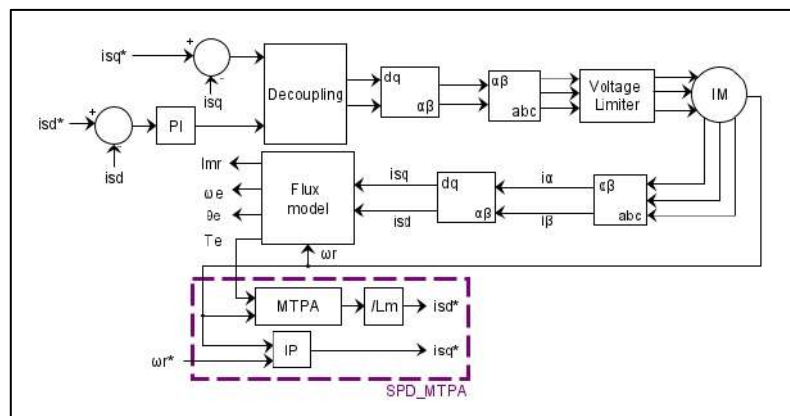 isq*
+
-
isq
isd*
+
-
isd
PI
Decoupling
dq
αβ
αβ
abc
Voltage
Limiter
IM
Imr
ωe
θe
Te
Flux
model
isq
isd
dq
αβ
iα
iβ
αβ
abc
ωr
MTPA
/Lm
isd*
ωr*
IP
isq*
SPD_MTPA